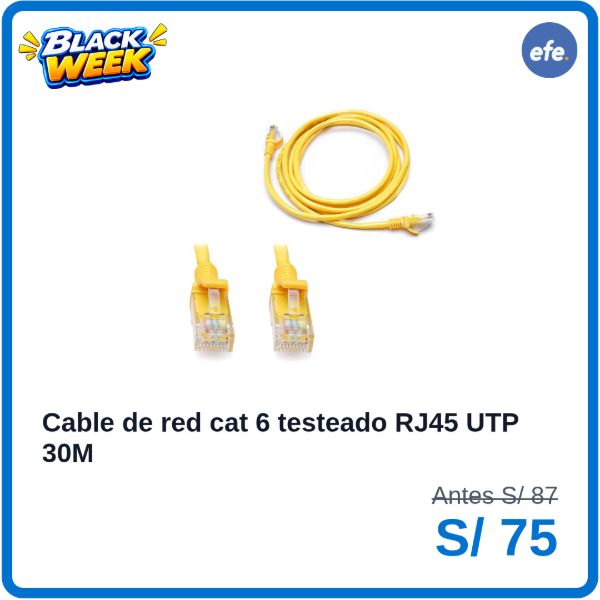 BLACK
WEEK
efe.
Cable de red cat 6 testeado RJ45 UTP
30M
Antes S/ 87
S/ 75